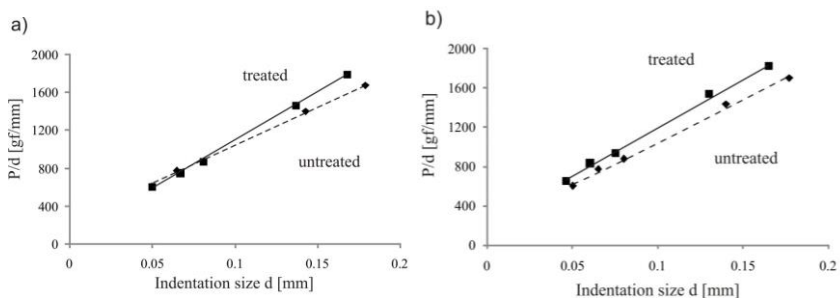 a)
2000
1600
1200
800
400
0
P/d [gf/mm]
treated
untreated
0 0.05 0.1 0.15 0.2
Indentation size d [mm]
b)
2000
1600
1200
800
400
0
P/d [gf/mm]
treated
untreated
0 0.05 0.1 0.15 0.2
Indentation size d [mm]